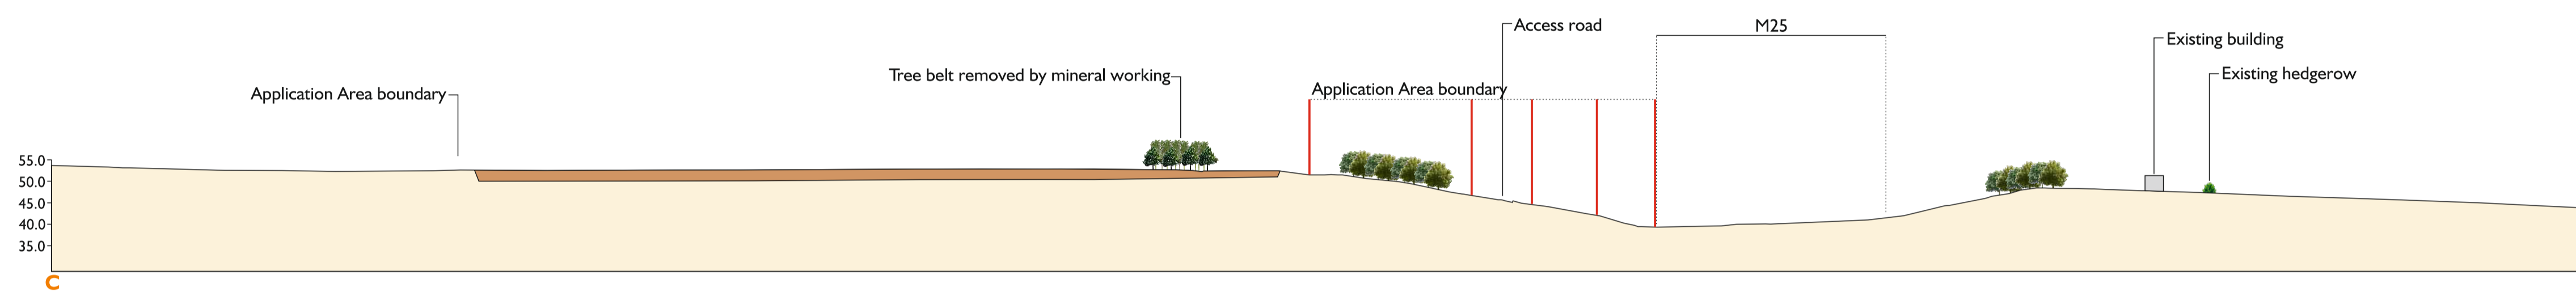 Access road
M25
Existing building
Existing hedgerow
Tree belt removed by mineral working
Application Area boundary
Application Area boundary
55.0
50.0
45.0
40.0
35.0
C